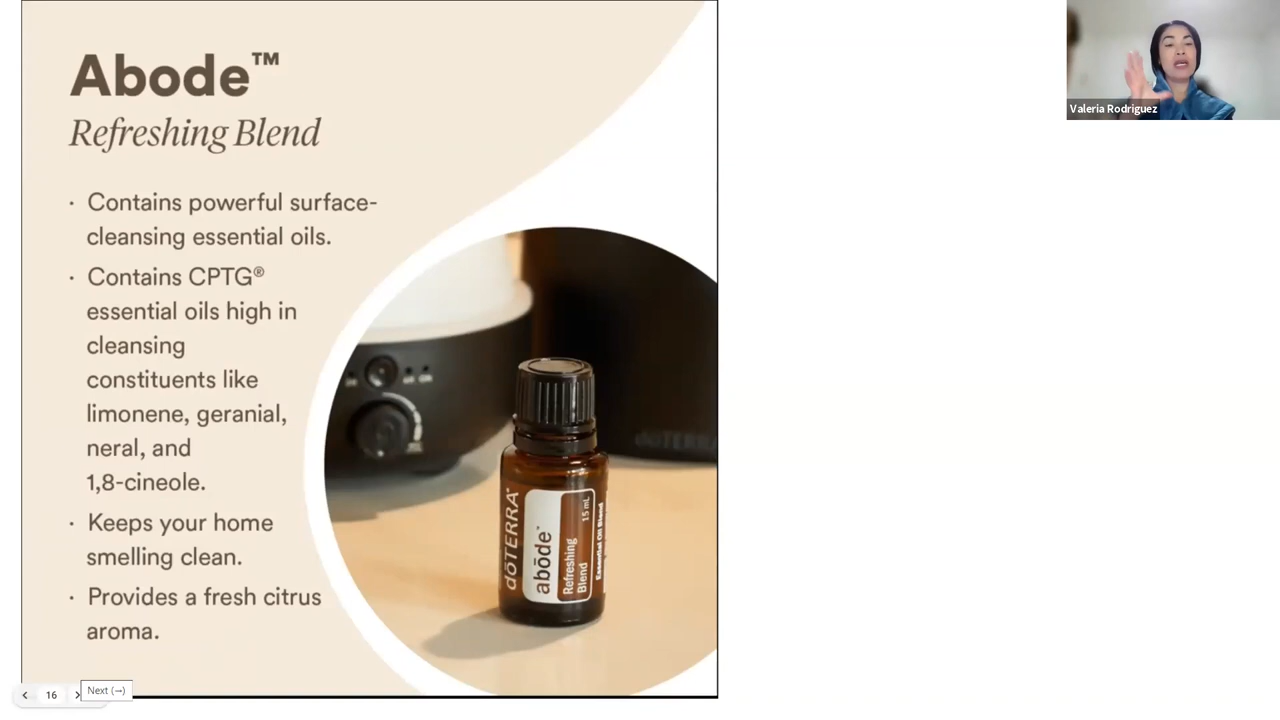 Abode™
Refreshing Blend
· Contains powerful surface-
cleansing essential oils.
· Contains CPTG®
essential oils high in
cleansing
constituents like
limonene, geranial,
neral, and
1,8-cineole.
· Keeps your home
smelling clean.
· Provides a fresh citrus
aroma.
dōTERRA
dōTERRA
abōde™
Refreshing
Blend
15 mL
Essential Oil Blend
Valeria Rodriguez
16
Next (→)